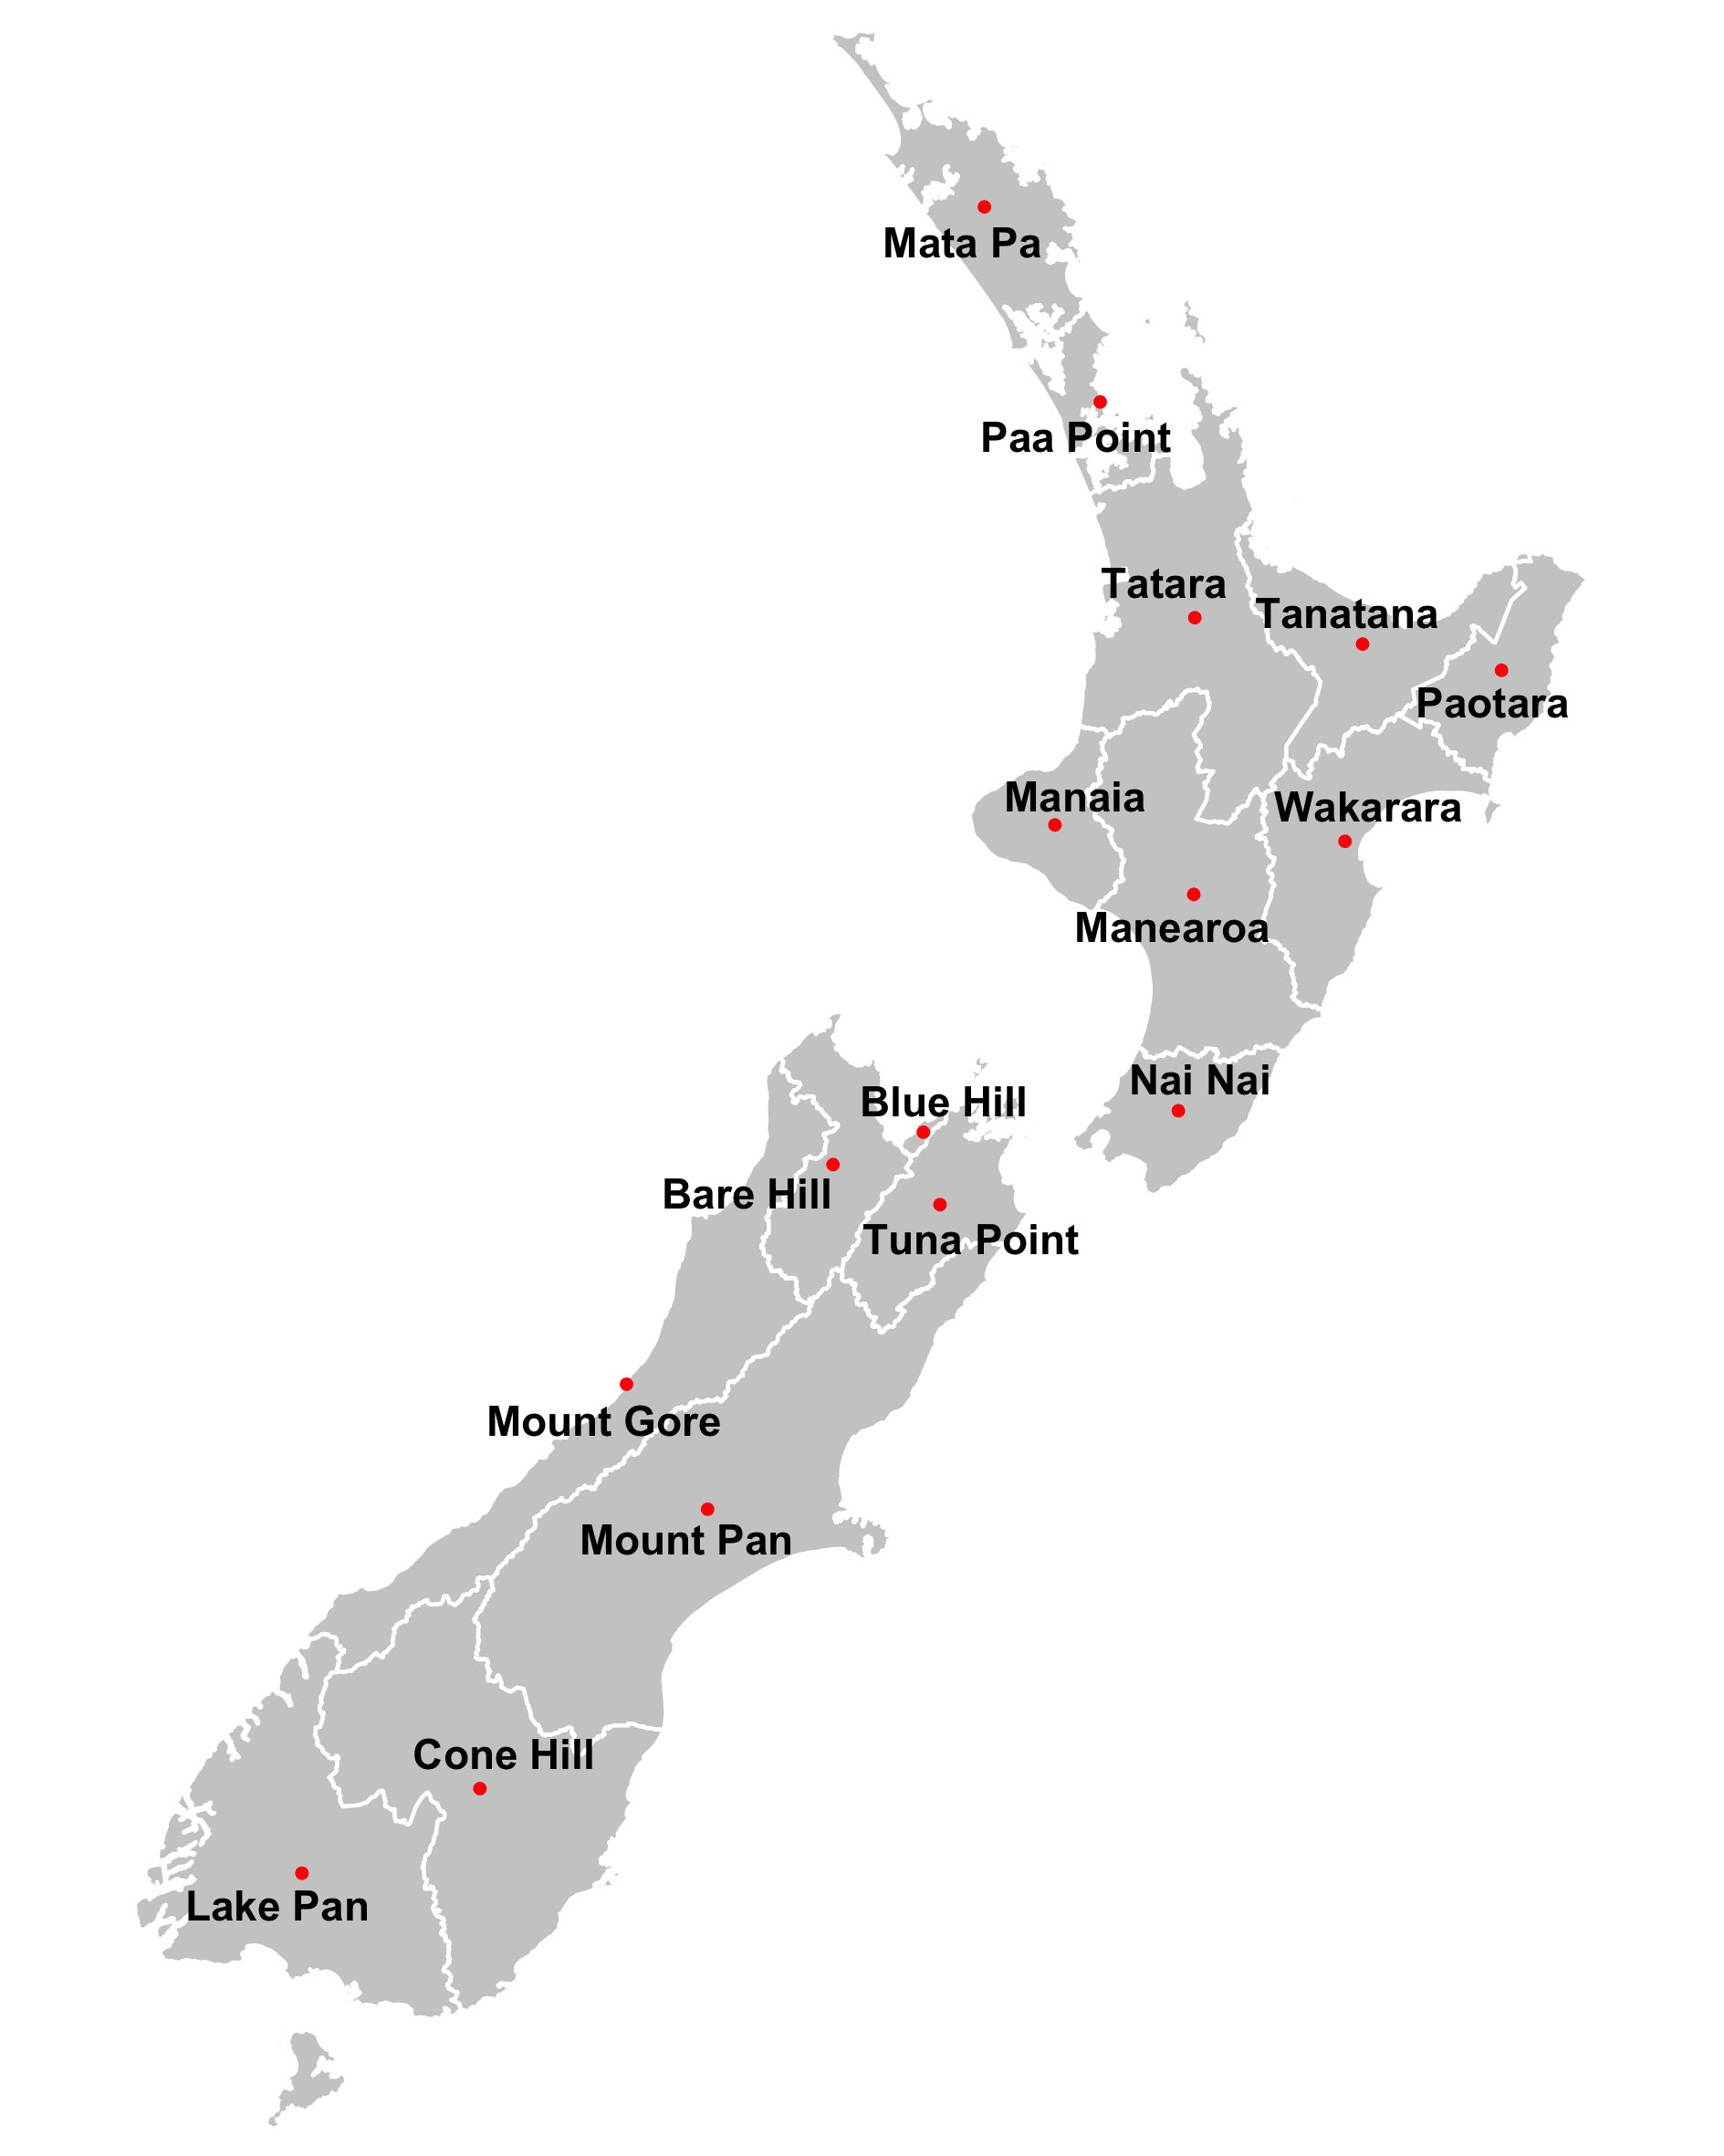 Mata Pa
Paa Point
Tatara
Tanatana
Paotara
Manaia
Wakarara
Manearoa
Nai Nai
Blue Hill
Bare Hill
Tuna Point
Mount Gore
Mount Pan
Cone Hill
Lake Pan